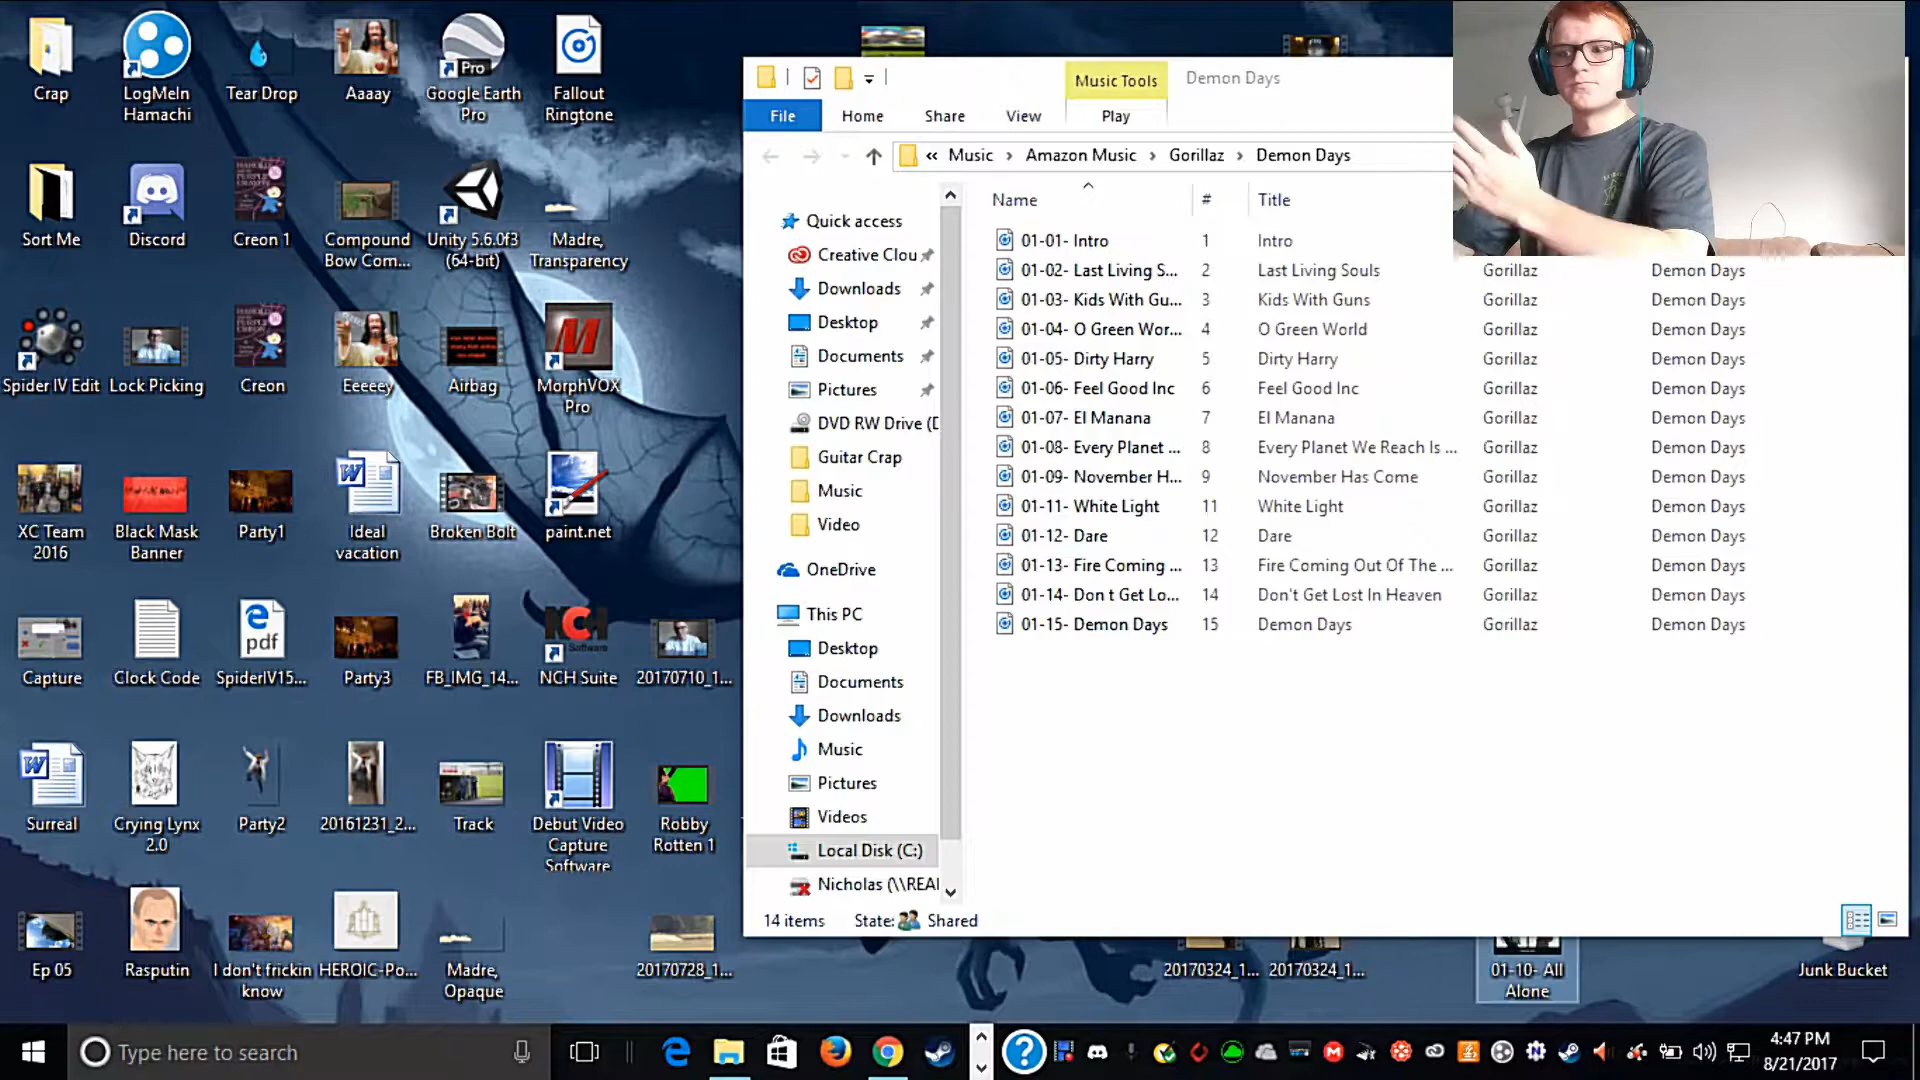 Crap
LogMeIn
Hamachi
Tear Drop
Aaaay
Pro
Google Earth
Pro
Fallout
Ringtone
Sort Me
Discord
Creon 1
Compound
Bow Com...
Unity 5.6.0f3
(64-bit)
Madre,
Transparency
Spider IV Edit
Lock Picking
Creon
Eeeeey
Airbag
MorphVOX
Pro
XC Team
2016
Black Mask
Banner
Party1
Ideal
vacation
Broken Bolt
paint.net
Capture
Clock Code
pdf
SpiderIV15...
Party3
FB_IMG_14...
NCH
Software
NCH Suite
20170710_1...
Surreal
Crying Lynx
2.0
Party2
20161231_2...
Track
Debut Video
Capture
Software
Robby
Rotten 1
Ep 05
Rasputin
I don't frickin
know
HEROIC-Po...
Madre,
Opaque
20170728_1...
Music Tools
Demon Days
File
Home
Share
View
Play
« Music > Amazon Music > Gorillaz > Demon Days
Quick access
Creative Clou
Downloads
Desktop
Documents
Pictures
DVD RW Drive (D
Guitar Crap
Music
Video
OneDrive
This PC
Desktop
Documents
Downloads
Music
Pictures
Videos
Local Disk (C:)
Nicholas (\\REAI
Name # Title
01-01- Intro 1 Intro
01-02- Last Living S... 2 Last Living Souls Gorillaz Demon Days
01-03- Kids With Gu... 3 Kids With Guns Gorillaz Demon Days
01-04- O Green Wor... 4 O Green World Gorillaz Demon Days
01-05- Dirty Harry 5 Dirty Harry Gorillaz Demon Days
01-06- Feel Good Inc 6 Feel Good Inc Gorillaz Demon Days
01-07- El Manana 7 El Manana Gorillaz Demon Days
01-08- Every Planet ... 8 Every Planet We Reach Is ... Gorillaz Demon Days
01-09- November H... 9 November Has Come Gorillaz Demon Days
01-11- White Light 11 White Light Gorillaz Demon Days
01-12- Dare 12 Dare Gorillaz Demon Days
01-13- Fire Coming ... 13 Fire Coming Out Of The ... Gorillaz Demon Days
01-14- Don t Get Lo... 14 Don't Get Lost In Heaven Gorillaz Demon Days
01-15- Demon Days 15 Demon Days Gorillaz Demon Days
14 items State: Shared
20170324_1...
20170324_1...
01-10- All
Alone
Junk Bucket
Type here to search
4:47 PM
8/21/2017